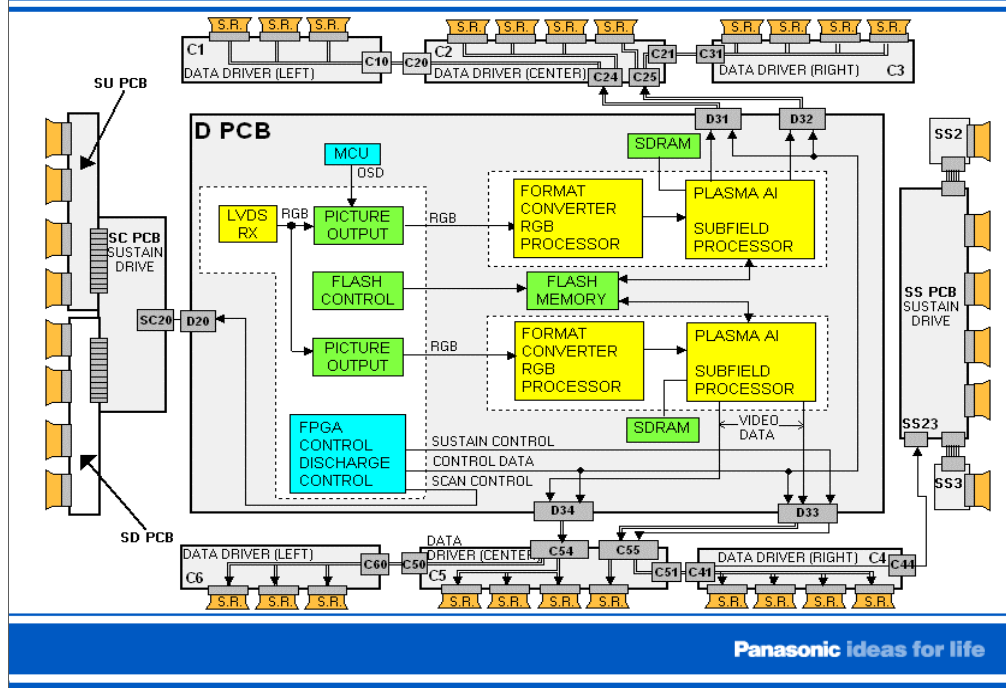 S.R. S.R. S.R. S.R. S.R. S.R. S.R. S.R. S.R. S.R. S.R.
C1
C10
C20
C2
C21
C31
DATA DRIVER (LEFT)
DATA DRIVER (CENTER)
C24
C25
DATA DRIVER (RIGHT)
C3
SU PCB
D PCB
D31
D32
SS2
MCU
OSD
SDRAM
LVDS
RX
RGB
PICTURE
OUTPUT
RGB
FORMAT
CONVERTER
RGB
PROCESSOR
PLASMA AI
SUBFIELD
PROCESSOR
SC PCB
SUSTAIN
DRIVE
FLASH
CONTROL
FLASH
MEMORY
SS PCB
SUSTAIN
DRIVE
SC20
D20
PICTURE
OUTPUT
RGB
FORMAT
CONVERTER
RGB
PROCESSOR
PLASMA AI
SUBFIELD
PROCESSOR
SDRAM
VIDEO
DATA
FPGA
CONTROL
DISCHARGE
CONTROL
SUSTAIN CONTROL
CONTROL DATA
SCAN CONTROL
SS23
SS3
SD PCB
D34
D33
DATA DRIVER (LEFT)
C6
C60
C50
DATA
DRIVER (CENTER)
C5
C54
C55
C51
C41
DATA DRIVER (RIGHT)
C4
C44
S.R. S.R. S.R. S.R. S.R. S.R. S.R. S.R. S.R. S.R. S.R.
Panasonic ideas for life